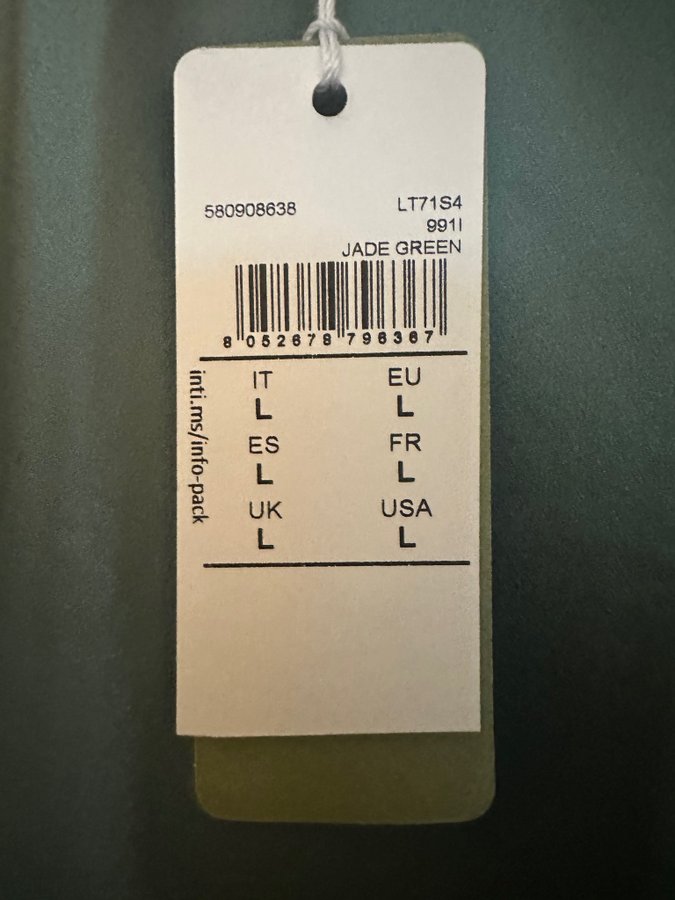 580908638
LT71S4
991I
JADE GREEN
8 052678 796367
inti.ms/info-pack
IT EU
L L
ES FR
L L
UK USA
L L